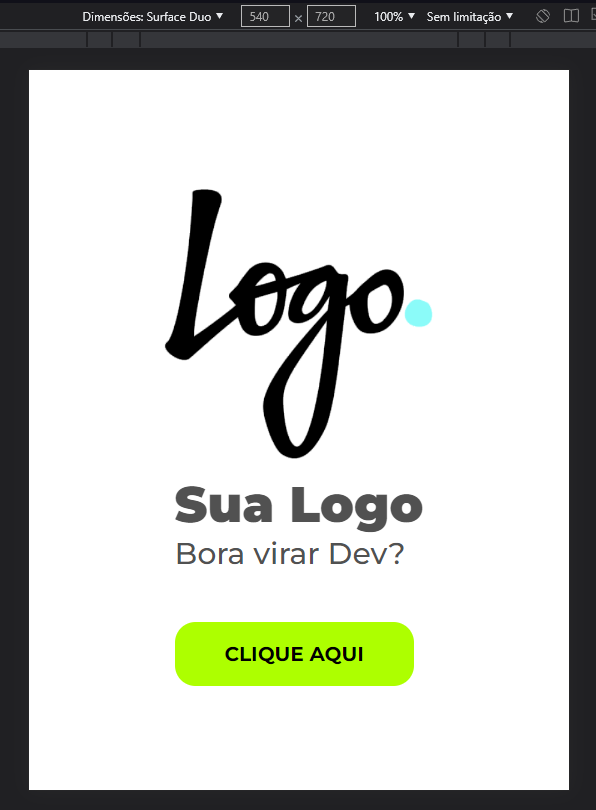 Dimensões: Surface Duo 540 × 720 100% Sem limitação
Logo.
Sua Logo
Bora virar Dev?
CLIQUE AQUI